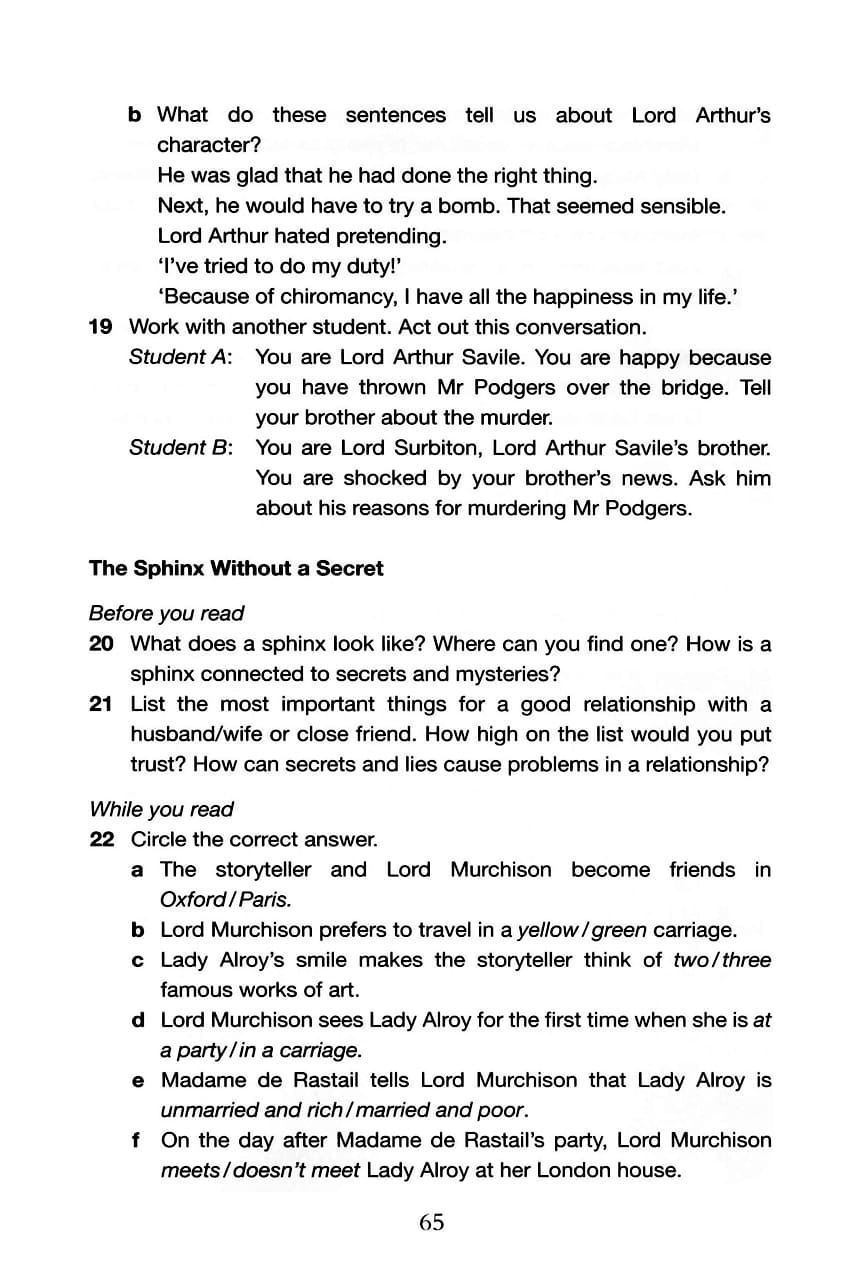 b What do these sentences tell us about Lord Arthur's
character?
He was glad that he had done the right thing.
Next, he would have to try a bomb. That seemed sensible.
Lord Arthur hated pretending.
‘I've tried to do my duty!’
‘Because of chiromancy, I have all the happiness in my life.’
19 Work with another student. Act out this conversation.
Student A: You are Lord Arthur Savile. You are happy because
you have thrown Mr Podgers over the bridge. Tell
your brother about the murder.
Student B: You are Lord Surbiton, Lord Arthur Savile's brother.
You are shocked by your brother's news. Ask him
about his reasons for murdering Mr Podgers.
The Sphinx Without a Secret
Before you read
20 What does a sphinx look like? Where can you find one? How is a
sphinx connected to secrets and mysteries?
21 List the most important things for a good relationship with a
husband/wife or close friend. How high on the list would you put
trust? How can secrets and lies cause problems in a relationship?
While you read
22 Circle the correct answer.
a The storyteller and Lord Murchison become friends in
Oxford/Paris.
b Lord Murchison prefers to travel in a yellow/green carriage.
c Lady Alroy's smile makes the storyteller think of two/three
famous works of art.
d Lord Murchison sees Lady Alroy for the first time when she is at
a party/in a carriage.
e Madame de Rastail tells Lord Murchison that Lady Alroy is
unmarried and rich/married and poor.
f On the day after Madame de Rastail's party, Lord Murchison
meets/doesn't meet Lady Alroy at her London house.
65